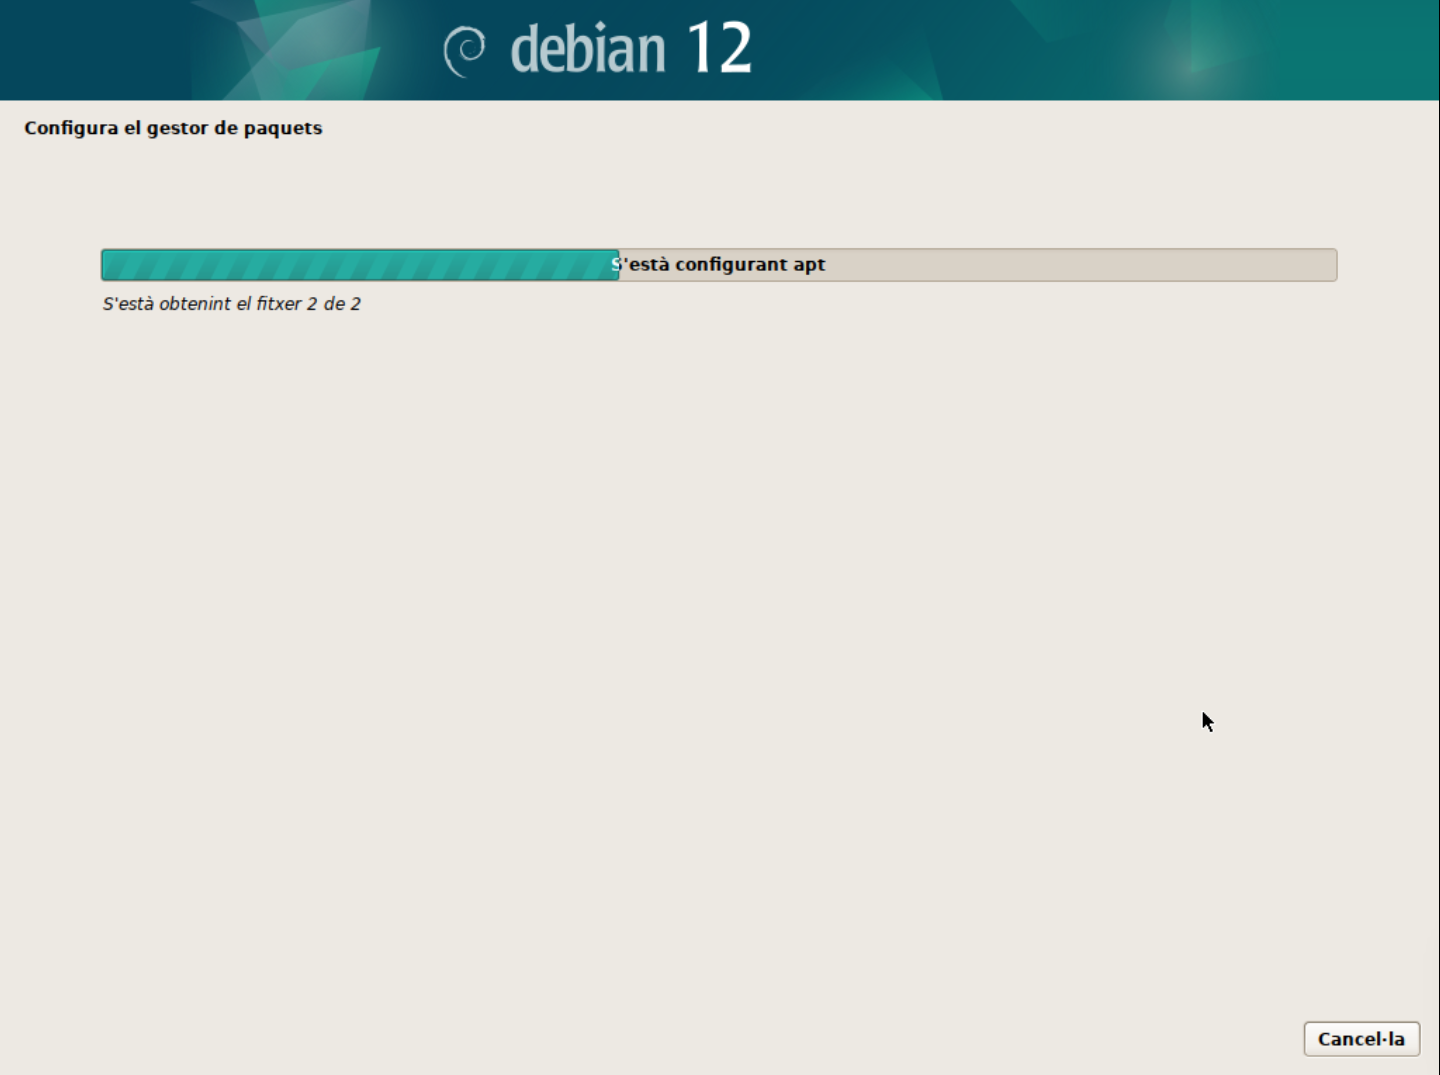 debian 12
Configura el gestor de paquets
S'està configurant apt
S'està obtenint el fitxer 2 de 2
Cancel·la